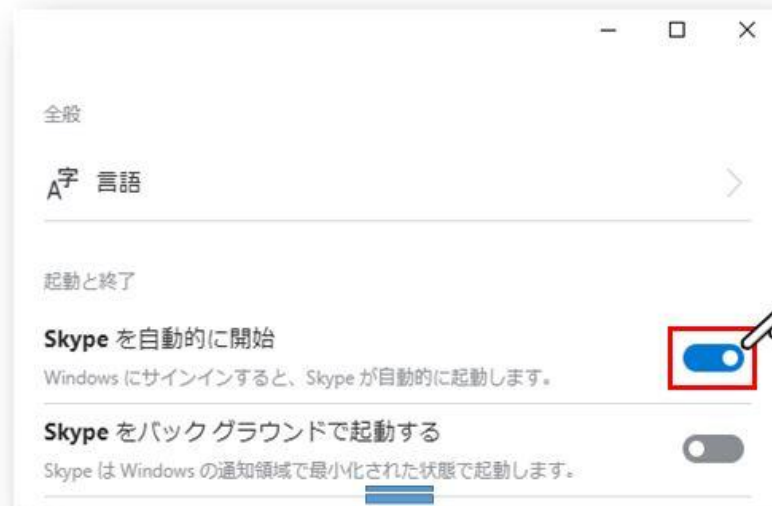 全般
A字 言語
起動と終了
Skype を自動的に開始
Windows にサインインすると、Skype が自動的に起動します。
Skype をバック グラウンドで起動する
Skype は Windows の通知領域で最小化された状態で起動します。